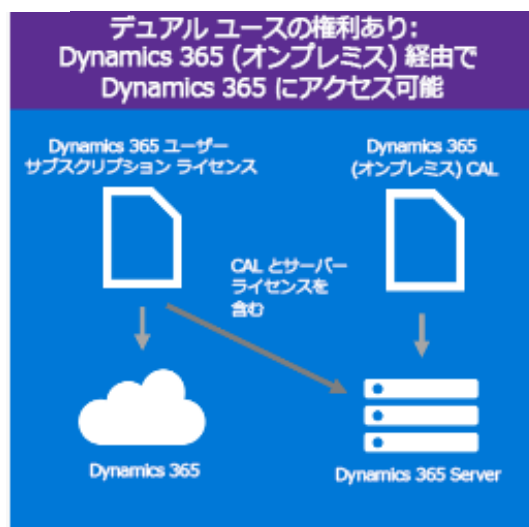 デュアル ユースの権利あり:
Dynamics 365 (オンプレミス) 経由で
Dynamics 365 にアクセス可能
Dynamics 365 ユーザー
サブスクリプション ライセンス
Dynamics 365
(オンプレミス) CAL
CAL とサーバー
ライセンスを
含む
Dynamics 365
Dynamics 365 Server